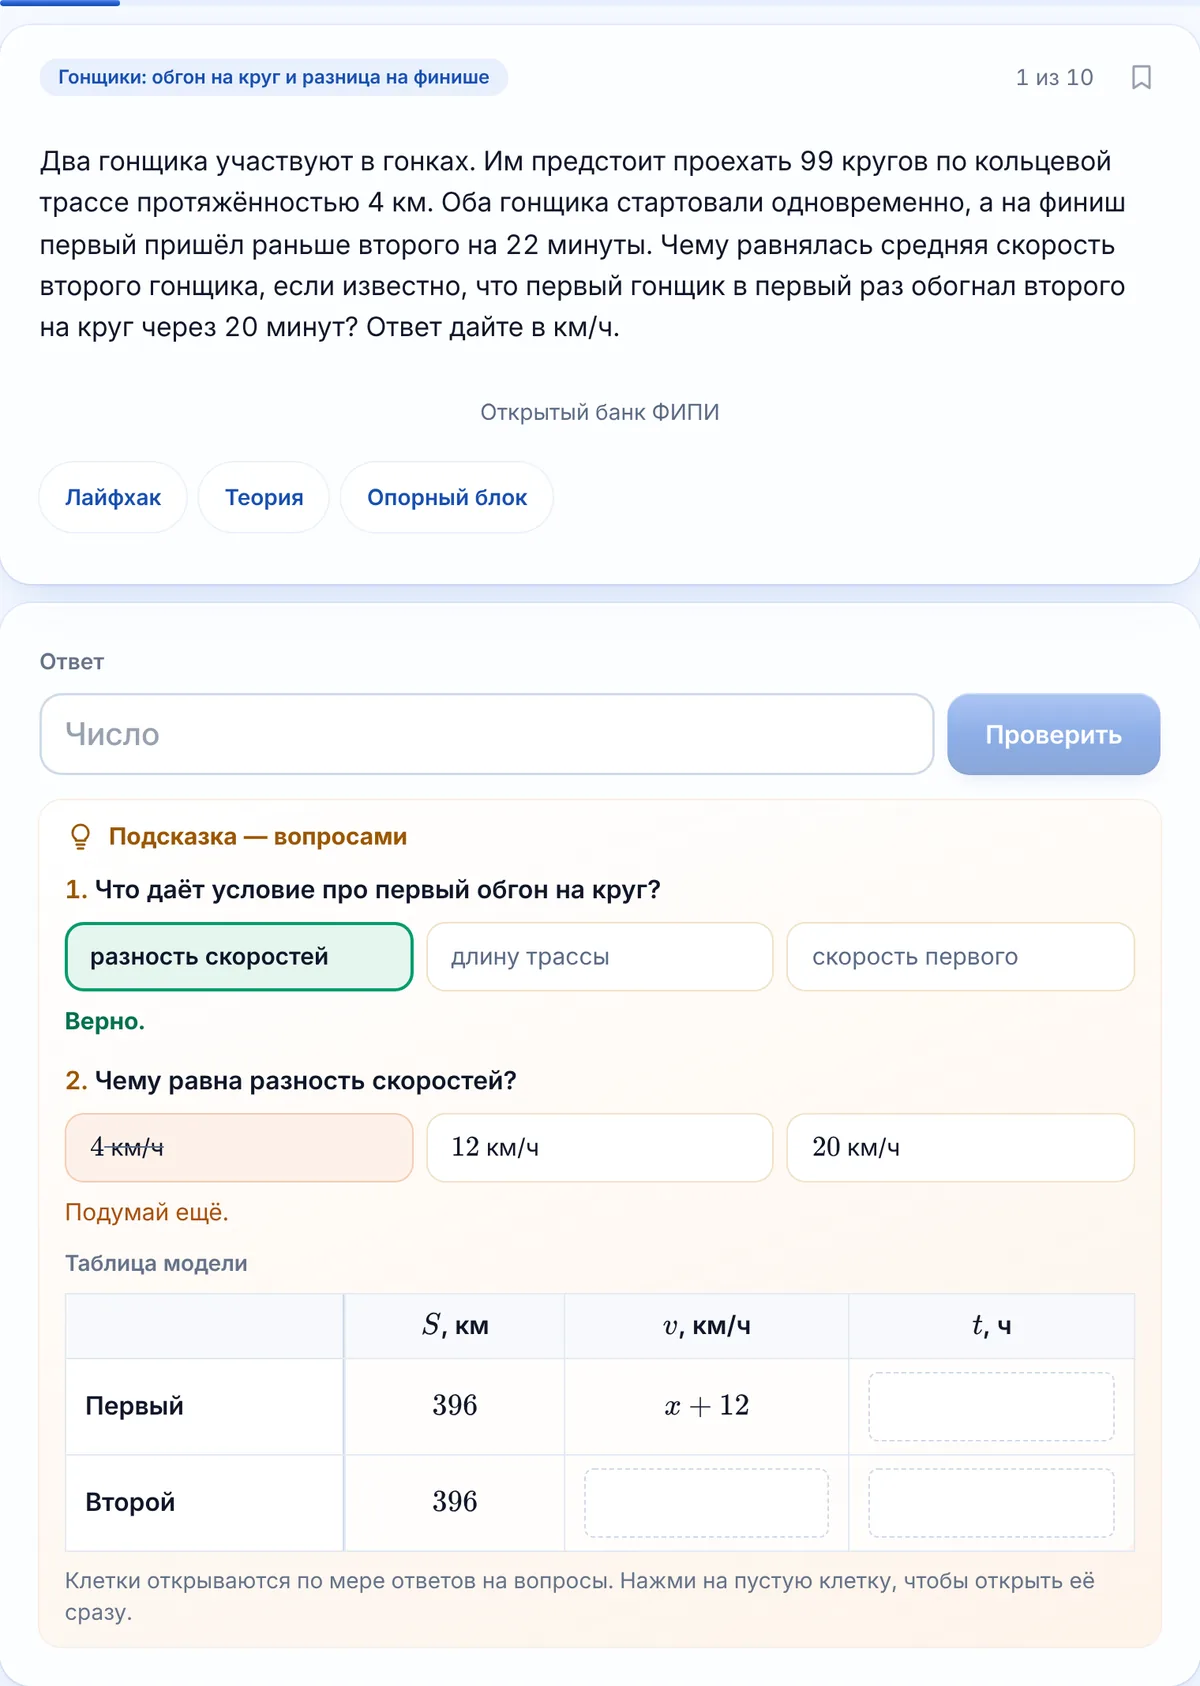 Гонщики: обгон на круг и разница на финише
1 из 10
Два гонщика участвуют в гонках. Им предстоит проехать 99 кругов по кольцевой
трассе протяжённостью 4 км. Оба гонщика стартовали одновременно, а на финиш
первый пришёл раньше второго на 22 минуты. Чему равнялась средняя скорость
второго гонщика, если известно, что первый гонщик в первый раз обогнал второго
на круг через 20 минут? Ответ дайте в км/ч.
Открытый банк ФИПИ
Лайфхак Теория Опорный блок
Ответ
Число Проверить
Подсказка — вопросами
1. Что даёт условие про первый обгон на круг?
разность скоростей длину трассы скорость первого
Верно.
2. Чему равна разность скоростей?
4 км/ч 12 км/ч 20 км/ч
Подумай ещё.
Таблица модели
S, км v, км/ч t, ч
Первый 396 x + 12
Второй 396
Клетки открываются по мере ответов на вопросы. Нажми на пустую клетку, чтобы открыть её
сразу.